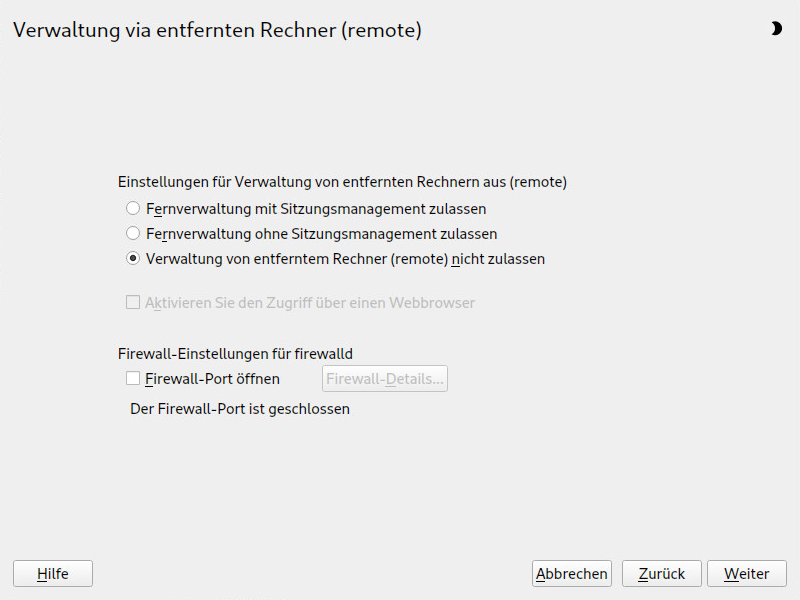 Verwaltung via entfernten Rechner (remote)
Einstellungen für Verwaltung von entfernten Rechnern aus (remote)
Fernverwaltung mit Sitzungsmanagement zulassen
Fernverwaltung ohne Sitzungsmanagement zulassen
Verwaltung von entferntem Rechner (remote) nicht zulassen
Aktivieren Sie den Zugriff über einen Webbrowser
Firewall-Einstellungen für firewalld
Firewall-Port öffnen Firewall-Details...
Der Firewall-Port ist geschlossen
Hilfe Abbrechen Zurück Weiter